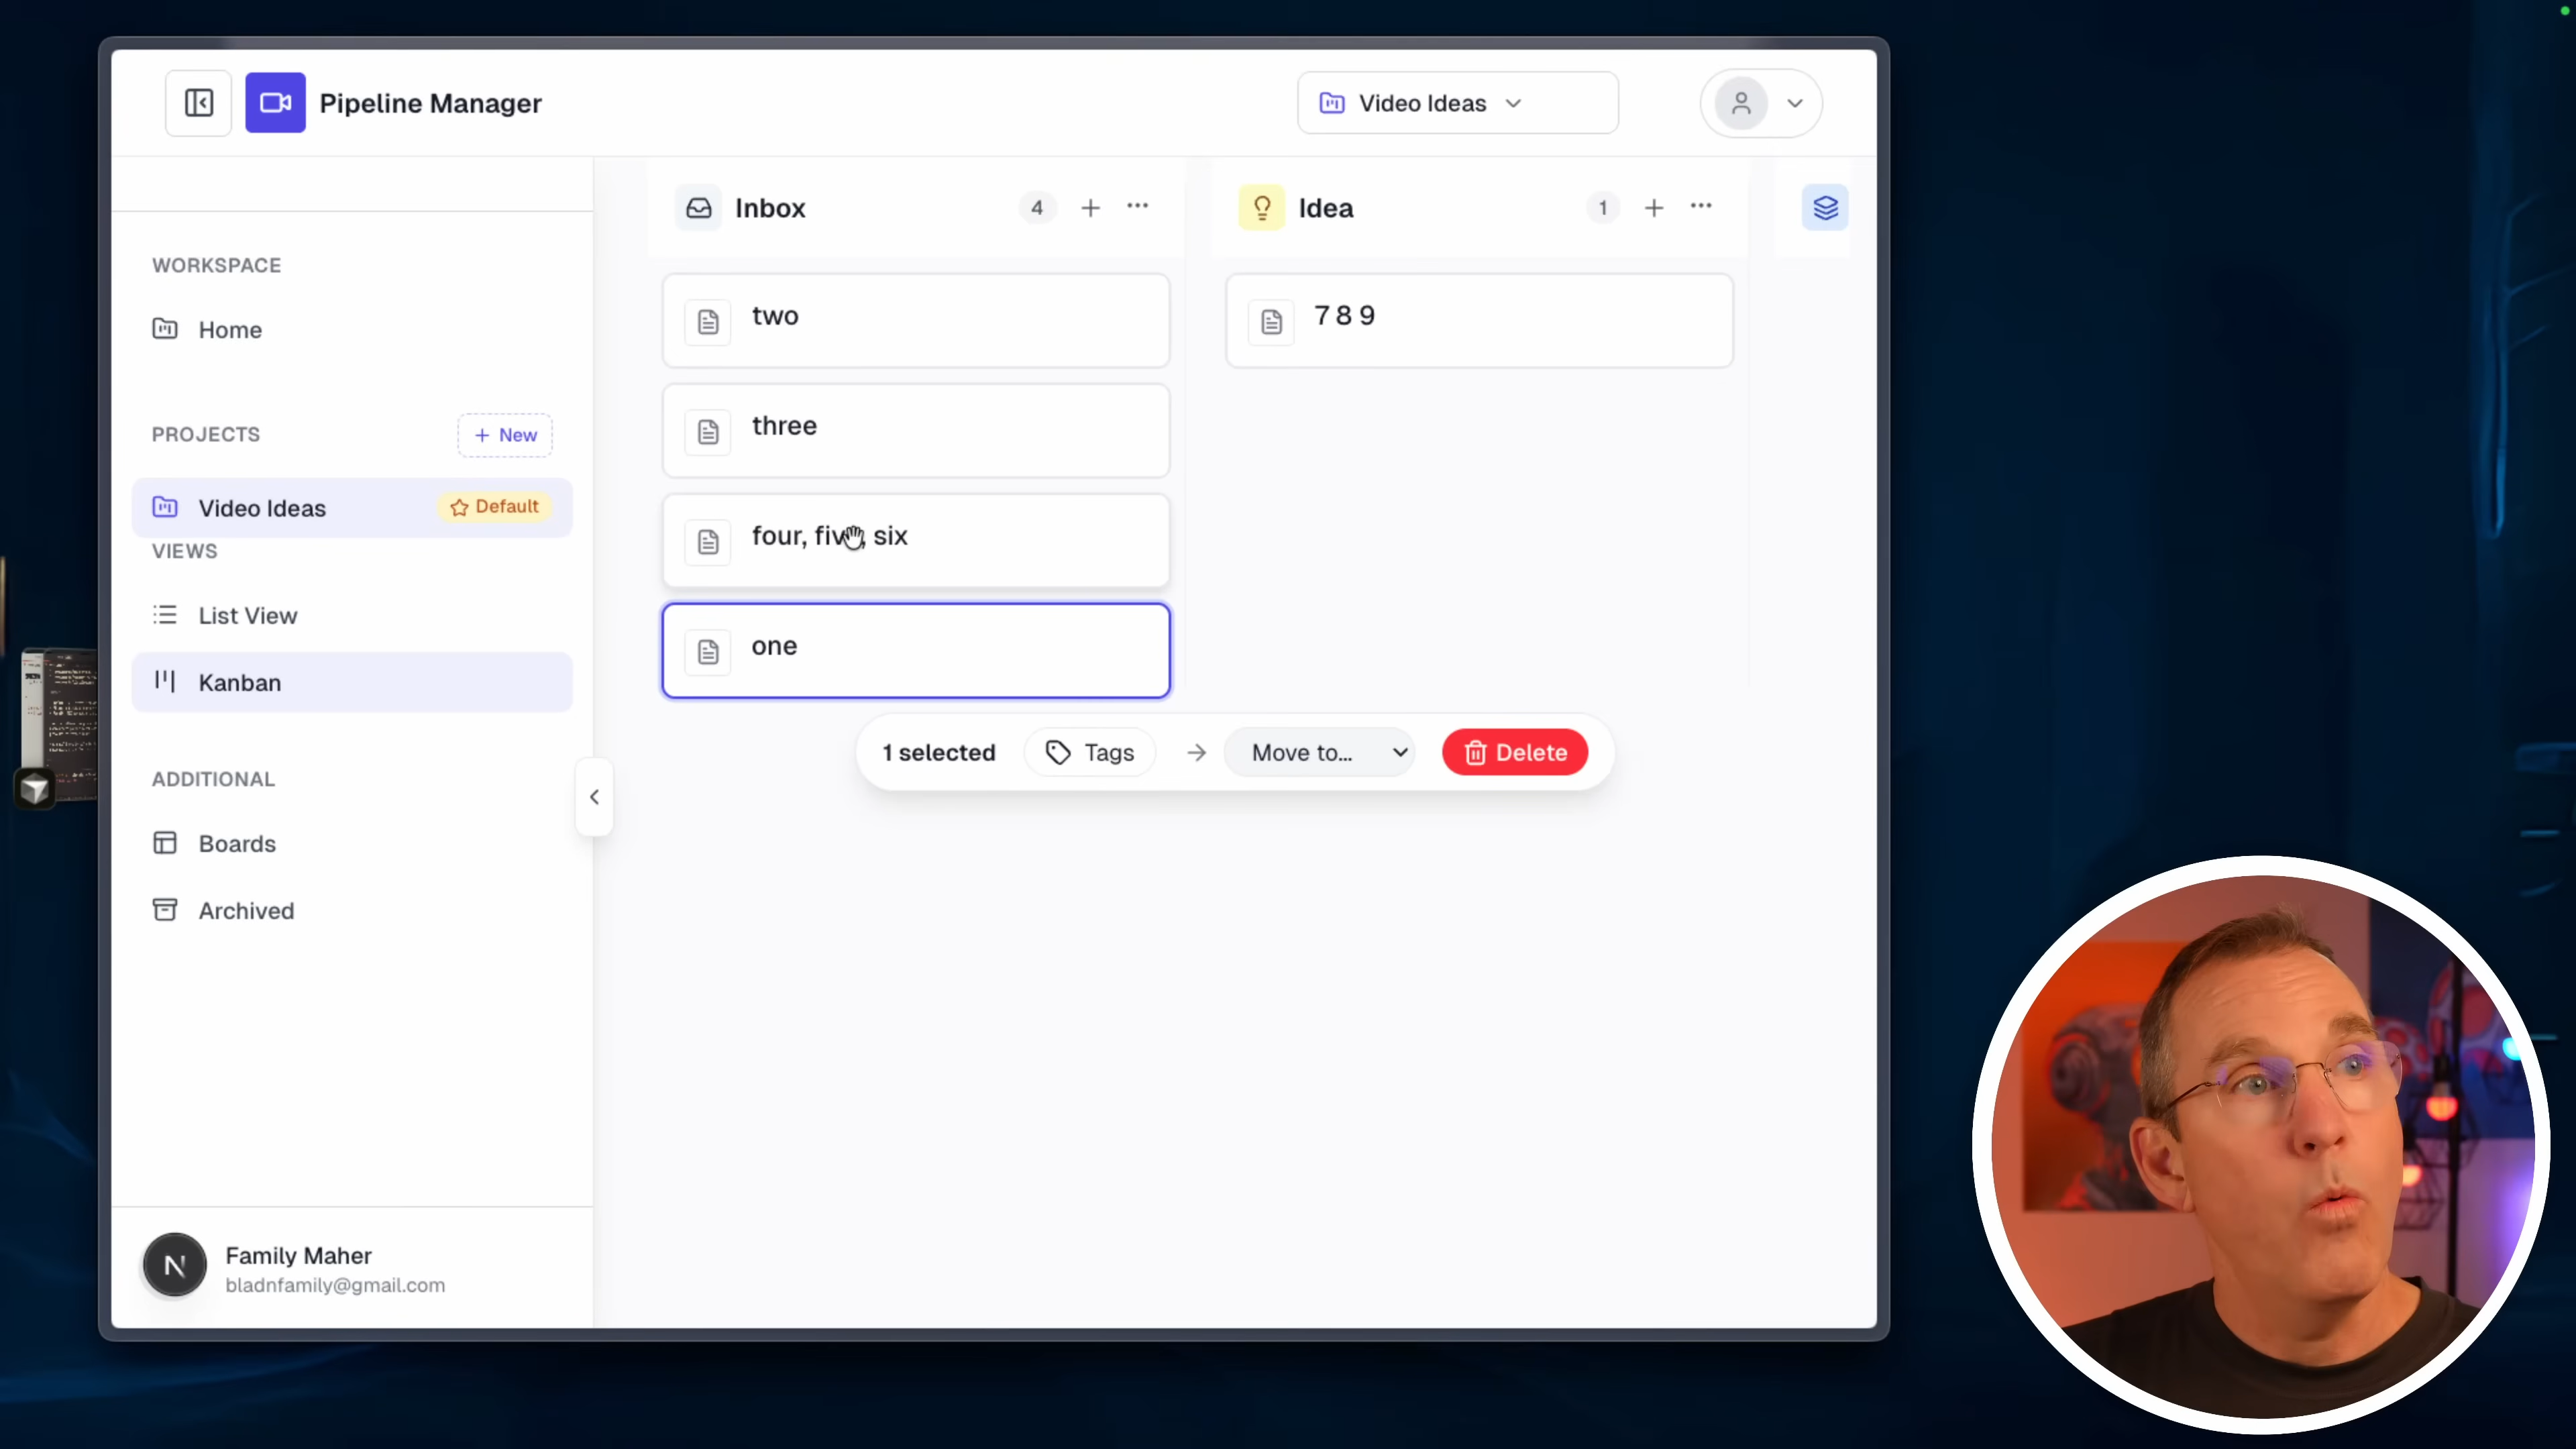 Pipeline Manager
Video Ideas
WORKSPACE
Home
PROJECTS
+ New
Video Ideas
Default
VIEWS
List View
Kanban
ADDITIONAL
Boards
Archived
N
Family Maher
bladnfamily@gmail.com
Inbox
4
two
three
four, five, six
one
Idea
1
7 8 9
1 selected
Tags
Move to...
Delete